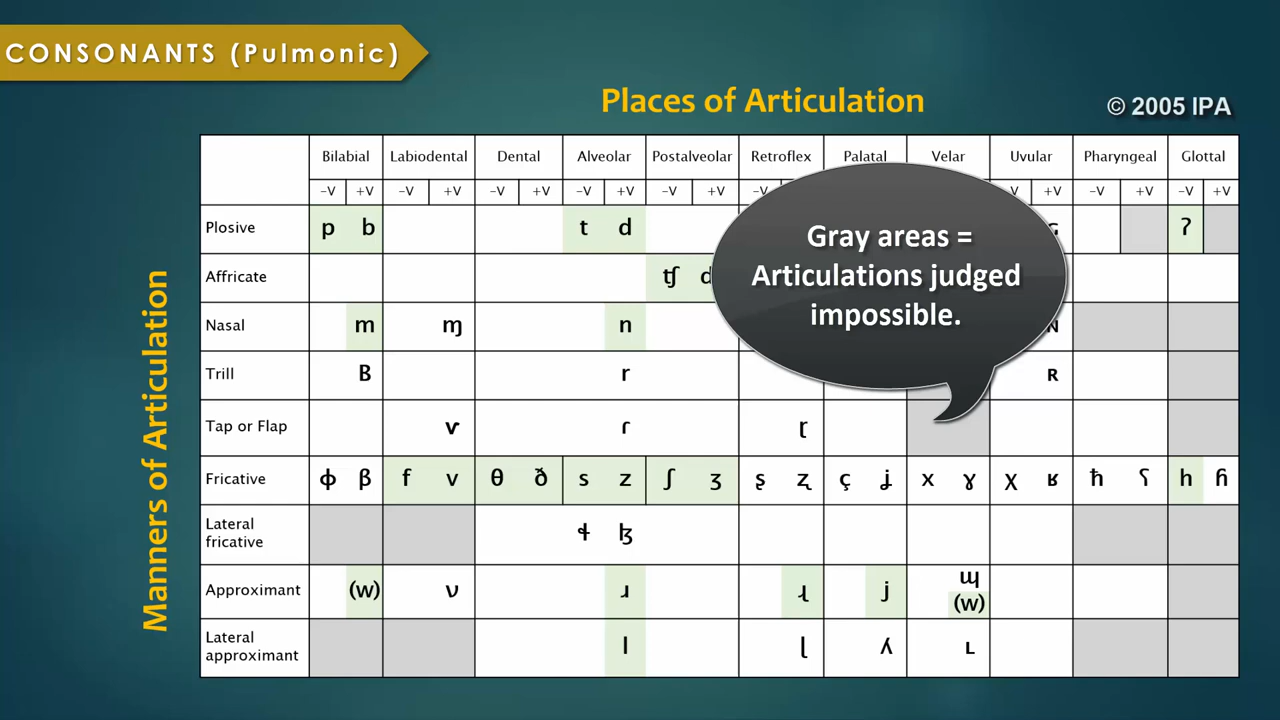 CONSONANTS (Pulmonic)
Places of Articulation
© 2005 IPA
Manners of Articulation
Bilabial Labiodental Dental Alveolar Postalveolar Retroflex Palatal Velar Uvular Pharyngeal Glottal
−V +V −V +V −V +V −V +V −V +V −V +V −V +V −V +V
Plosive p b t d ʔ
Affricate tʃ
Nasal m ɱ n
Trill ʙ r ʀ
Tap or Flap ⱱ ɾ ɽ
Fricative ɸ β f v θ ð s z ʃ ʒ ʂ ʐ ç ʝ x ɣ χ ʁ ħ ʕ h ɦ
Lateral
fricative ɬ ɮ
Approximant (w) ʋ ɹ ɻ j ɰ
(w)
Lateral
approximant l ɭ ʎ ʟ
Gray areas =
Articulations judged
impossible.